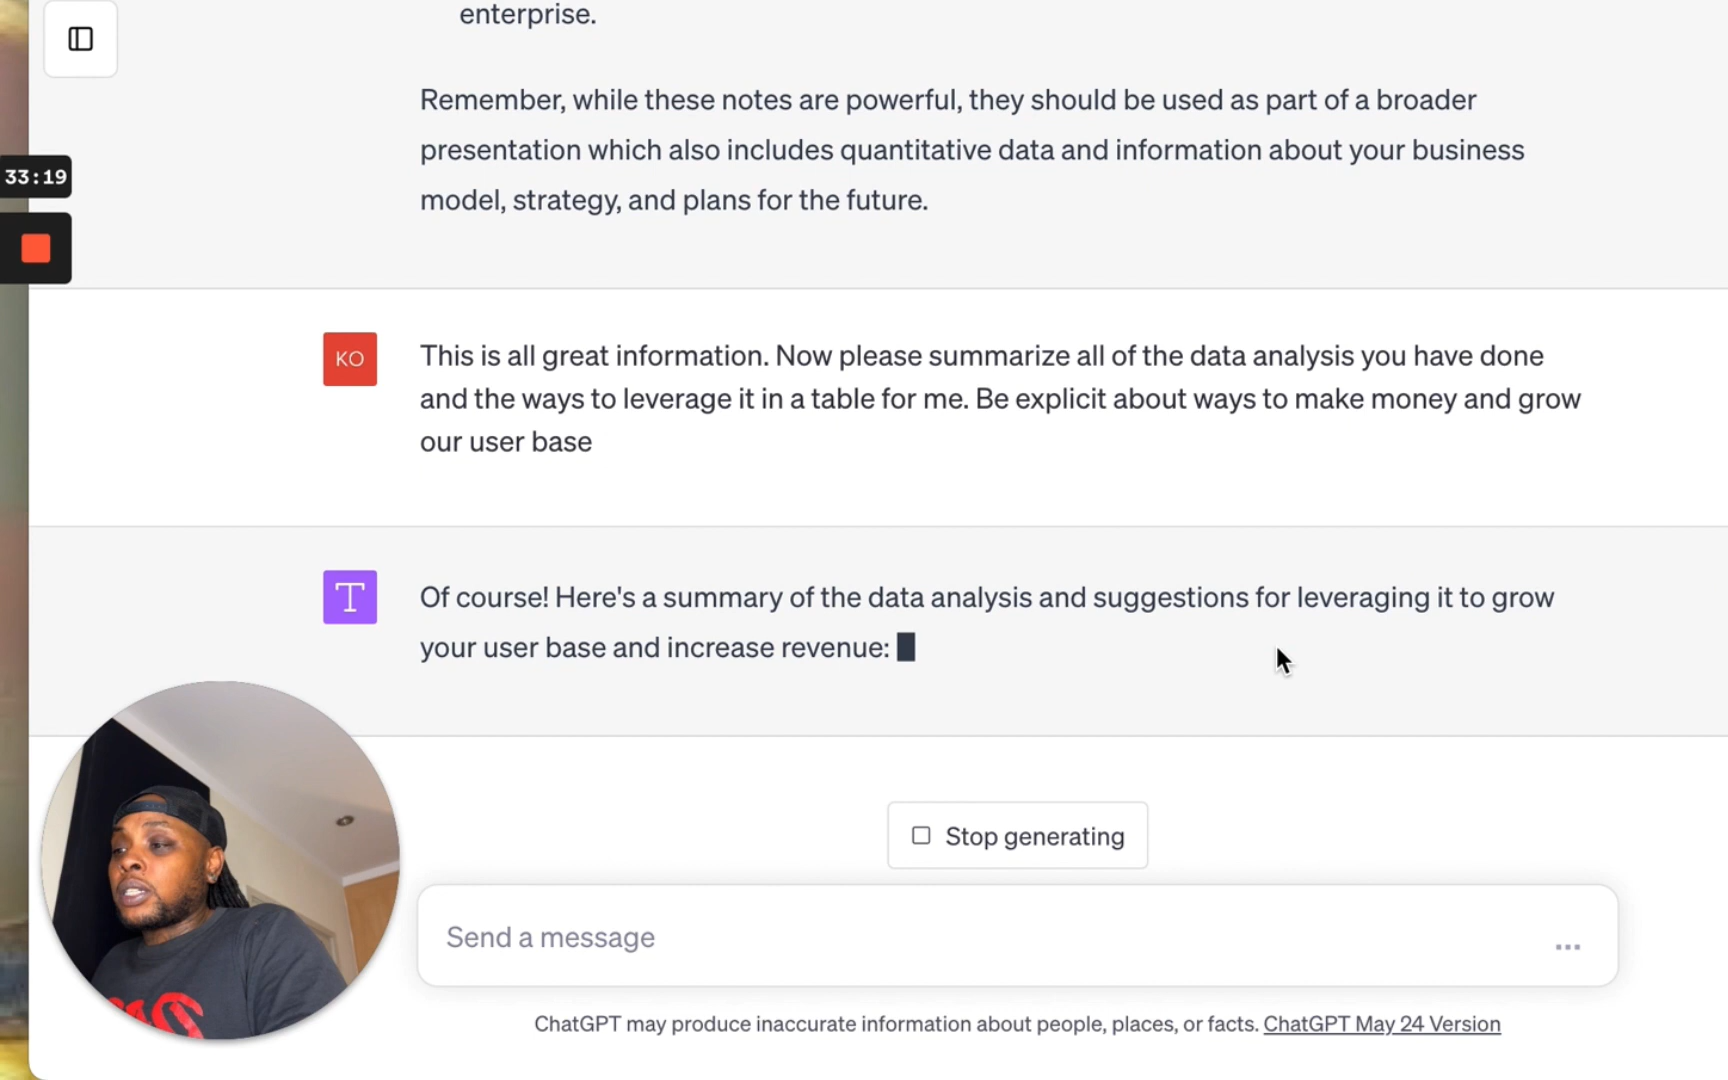 enterprise.
Remember, while these notes are powerful, they should be used as part of a broader
presentation which also includes quantitative data and information about your business
model, strategy, and plans for the future.
33:19
KO
This is all great information. Now please summarize all of the data analysis you have done
and the ways to leverage it in a table for me. Be explicit about ways to make money and grow
our user base
T
Of course! Here's a summary of the data analysis and suggestions for leveraging it to grow
your user base and increase revenue:
Stop generating
Send a message
ChatGPT may produce inaccurate information about people, places, or facts. ChatGPT May 24 Version